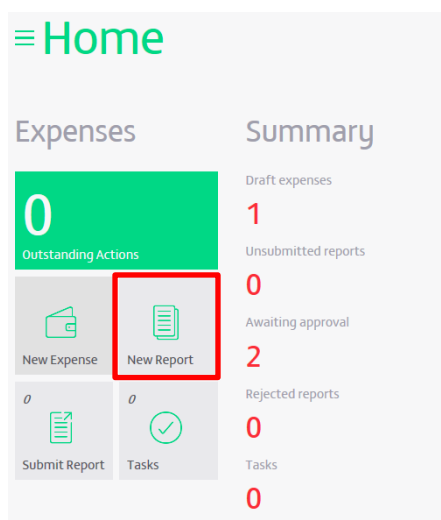 Home
Expenses
0
Outstanding Actions
New Expense
New Report
0
Submit Report
0
Tasks
Summary
Draft expenses
1
Unsubmitted reports
0
Awaiting approval
2
Rejected reports
0
Tasks
0